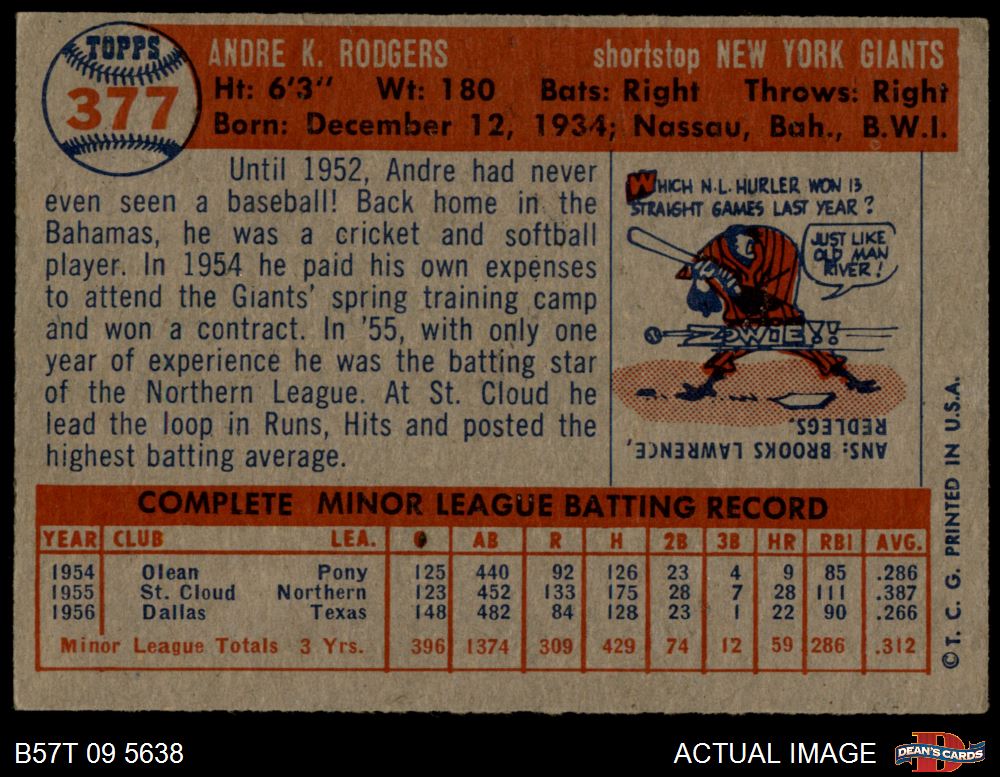 TOPPS
377
ANDRE K. RODGERS shortstop NEW YORK GIANTS
Ht: 6'3" Wt: 180 Bats: Right Throws: Right
Born: December 12, 1934; Nassau, Bah., B.W.I.
Until 1952, Andre had never
even seen a baseball! Back home in the
Bahamas, he was a cricket and softball
player. In 1954 he paid his own expenses
to attend the Giants' spring training camp
and won a contract. In '55, with only one
year of experience he was the batting star
of the Northern League. At St. Cloud he
lead the loop in Runs, Hits and posted the
highest batting average.
WHICH N.L. HURLER WON 13
STRAIGHT GAMES LAST YEAR?
JUST LIKE
OLD MAN
RIVER!
ZOWIE!!
ANS: BROOKS LAWRENCE,
REDLEGS.
COMPLETE MINOR LEAGUE BATTING RECORD
YEAR CLUB LEA. G AB R H 2B 3B HR RBI AVG.
1954 Olean Pony 125 440 92 126 23 4 9 85 .286
1955 St. Cloud Northern 123 452 133 175 28 7 28 111 .387
1956 Dallas Texas 148 482 84 128 23 1 22 90 .266
Minor League Totals 3 Yrs. 396 1374 309 429 74 12 59 286 .312
© T. C. G. PRINTED IN U.S.A.
B57T 09 5638 ACTUAL IMAGE
D
DEAN'S CARDS